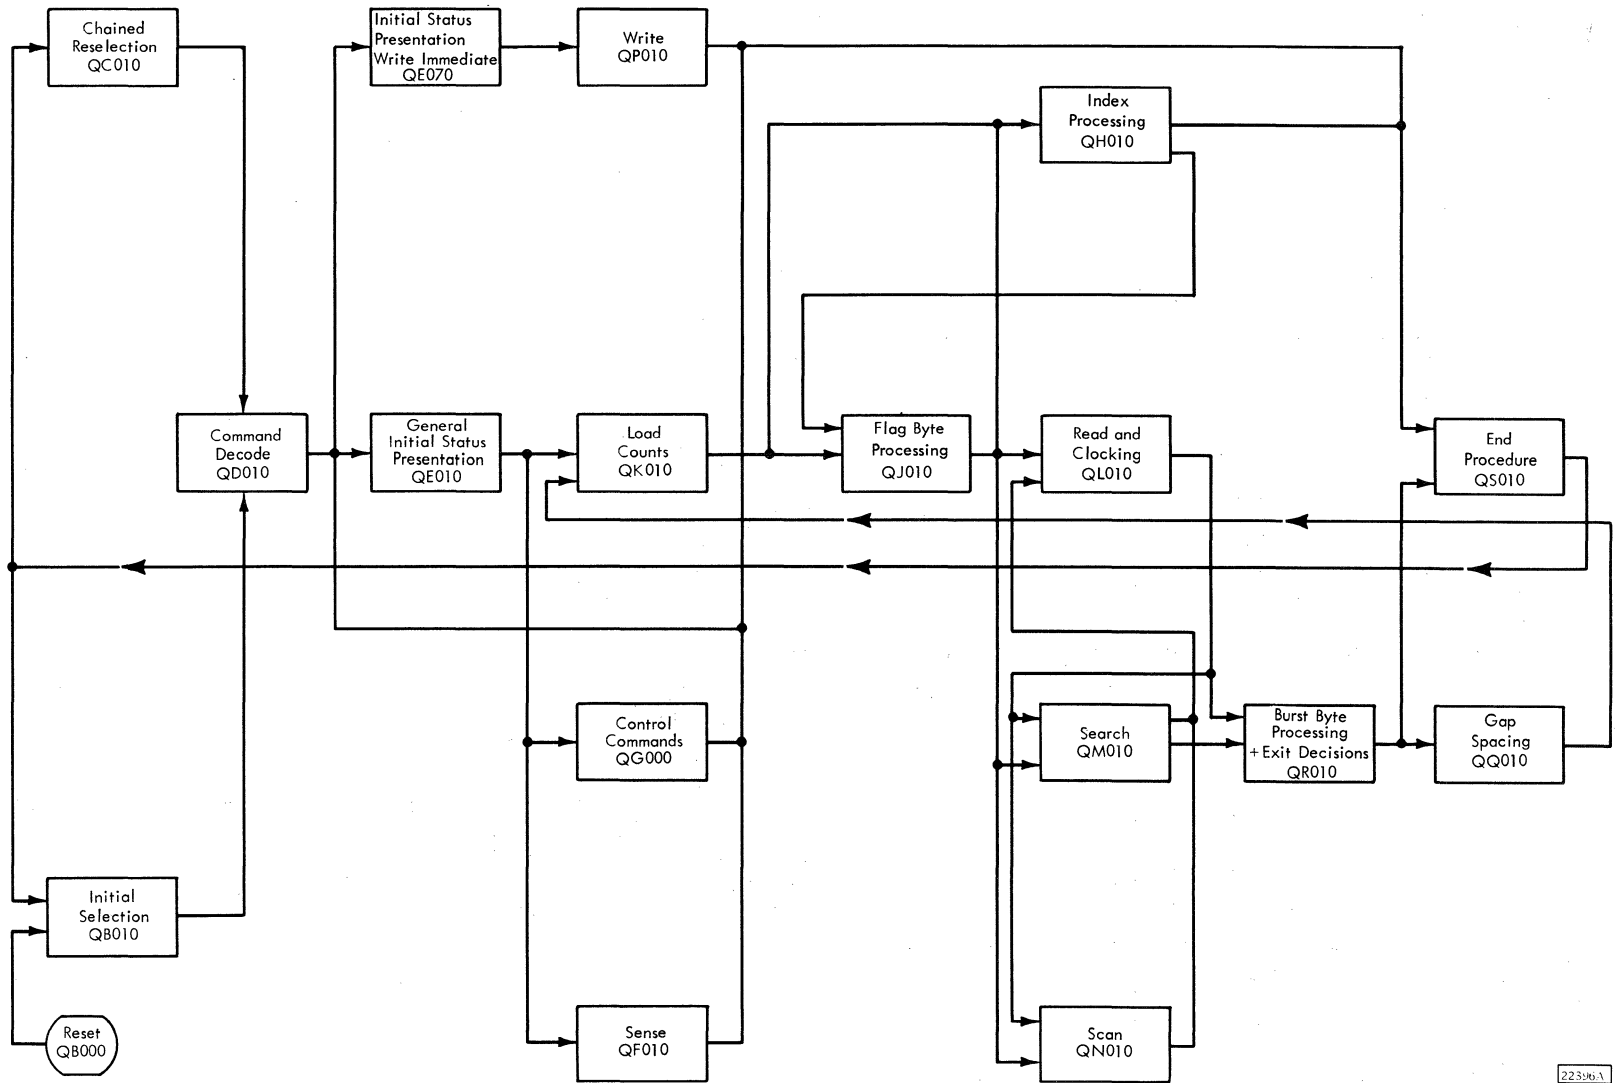 Chained
Reselection
QC010
Initial Status
Presentation
Write Immediate
QE070
Write
QP010
Index
Processing
QH010
Command
Decode
QD010
General
Initial Status
Presentation
QE010
Load
Counts
QK010
Flag Byte
Processing
QJ010
Read and
Clocking
QL010
End
Procedure
QS010
Control
Commands
QG000
Search
QM010
Burst Byte
Processing
+Exit Decisions
QR010
Gap
Spacing
QQ010
Initial
Selection
QB010
Reset
QB000
Sense
QF010
Scan
QN010
22396A